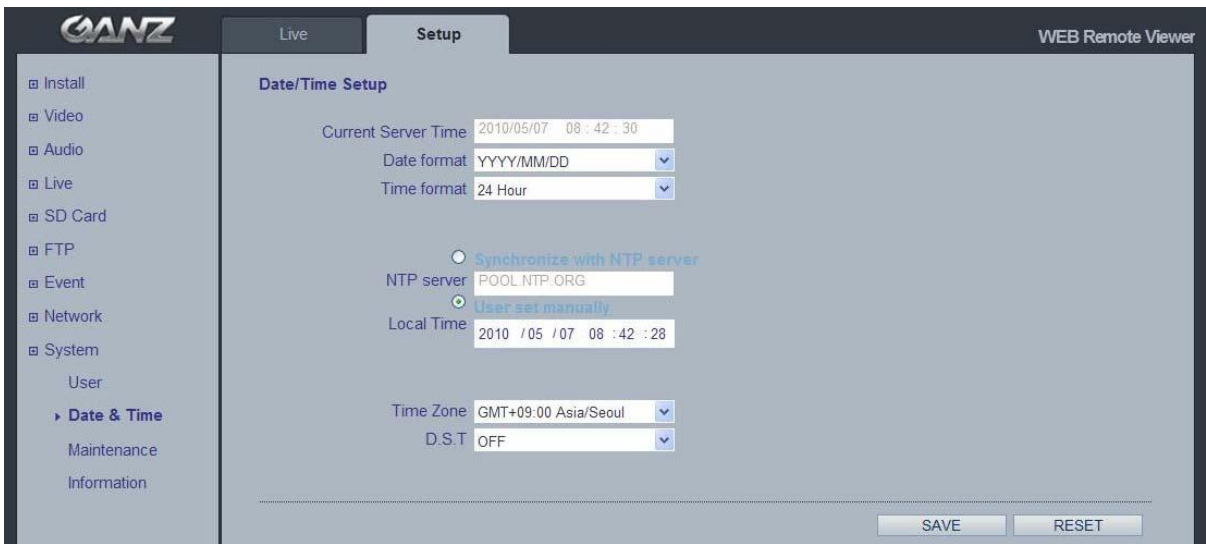 GANZ
Live
Setup
WEB Remote Viewer
Install
Video
Audio
Live
SD Card
FTP
Event
Network
System
User
Date & Time
Maintenance
Information
Date/Time Setup
Current Server Time 2010/05/07 08 : 42 : 30
Date format YYYY/MM/DD
Time format 24 Hour
Synchronize with NTP server
NTP server POOL.NTP.ORG
User set manually
Local Time 2010 / 05 / 07 08 : 42 : 28
Time Zone GMT+09:00 Asia/Seoul
D.S.T OFF
SAVE
RESET